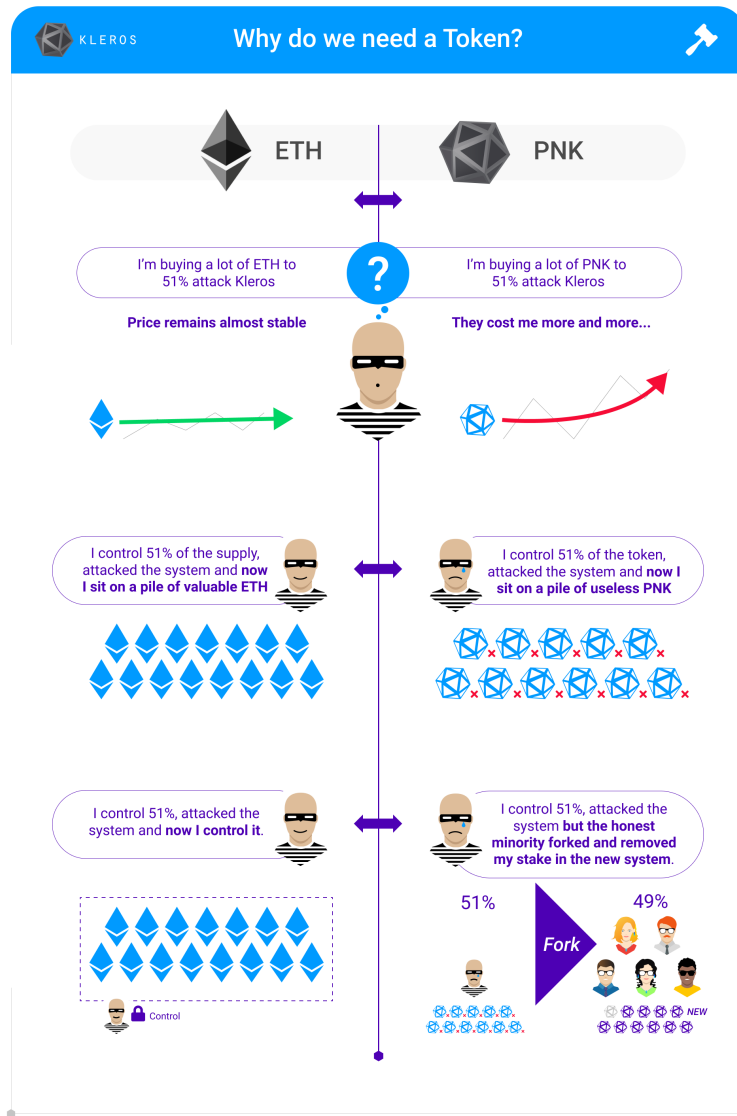 KLEROS
Why do we need a Token?
ETH
PNK
I'm buying a lot of ETH to
51% attack Kleros
?
I'm buying a lot of PNK to
51% attack Kleros
Price remains almost stable
They cost me more and more...
I control 51% of the supply,
attacked the system and now
I sit on a pile of valuable ETH
I control 51% of the token,
attacked the system and now I
sit on a pile of useless PNK
I control 51%, attacked the
system and now I control it.
I control 51%, attacked the
system but the honest
minority forked and removed
my stake in the new system.
51%
Fork
49%
NEW
Control